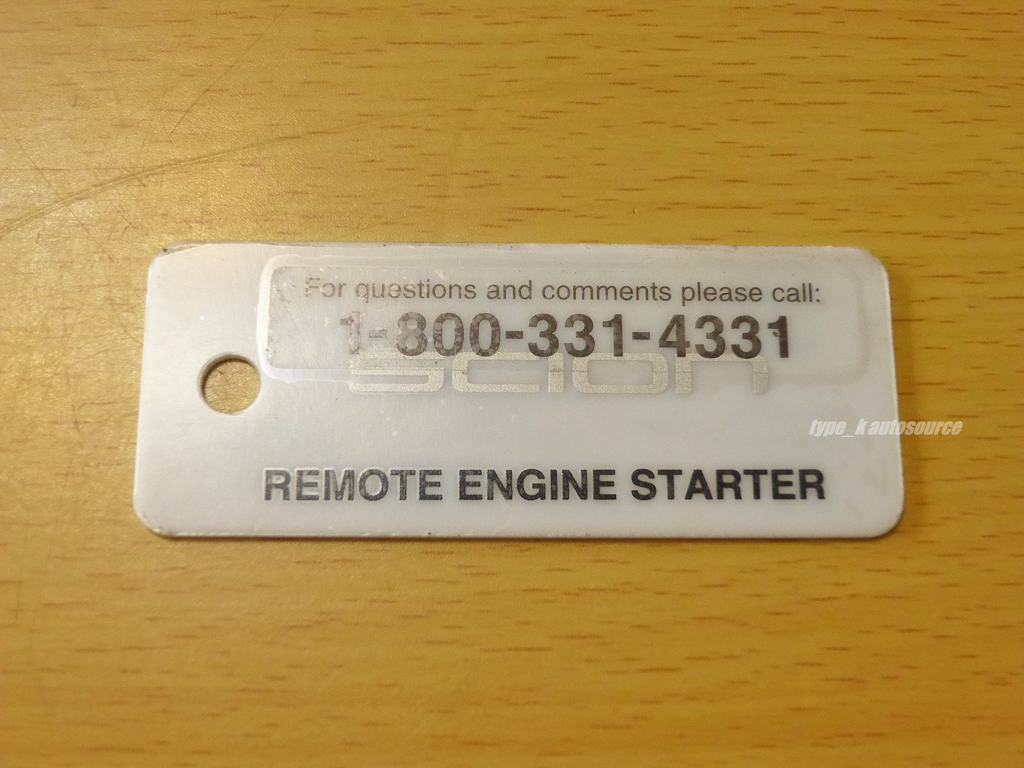 For questions and comments please call:
1-800-331-4331
scion
type_k autosource
REMOTE ENGINE STARTER